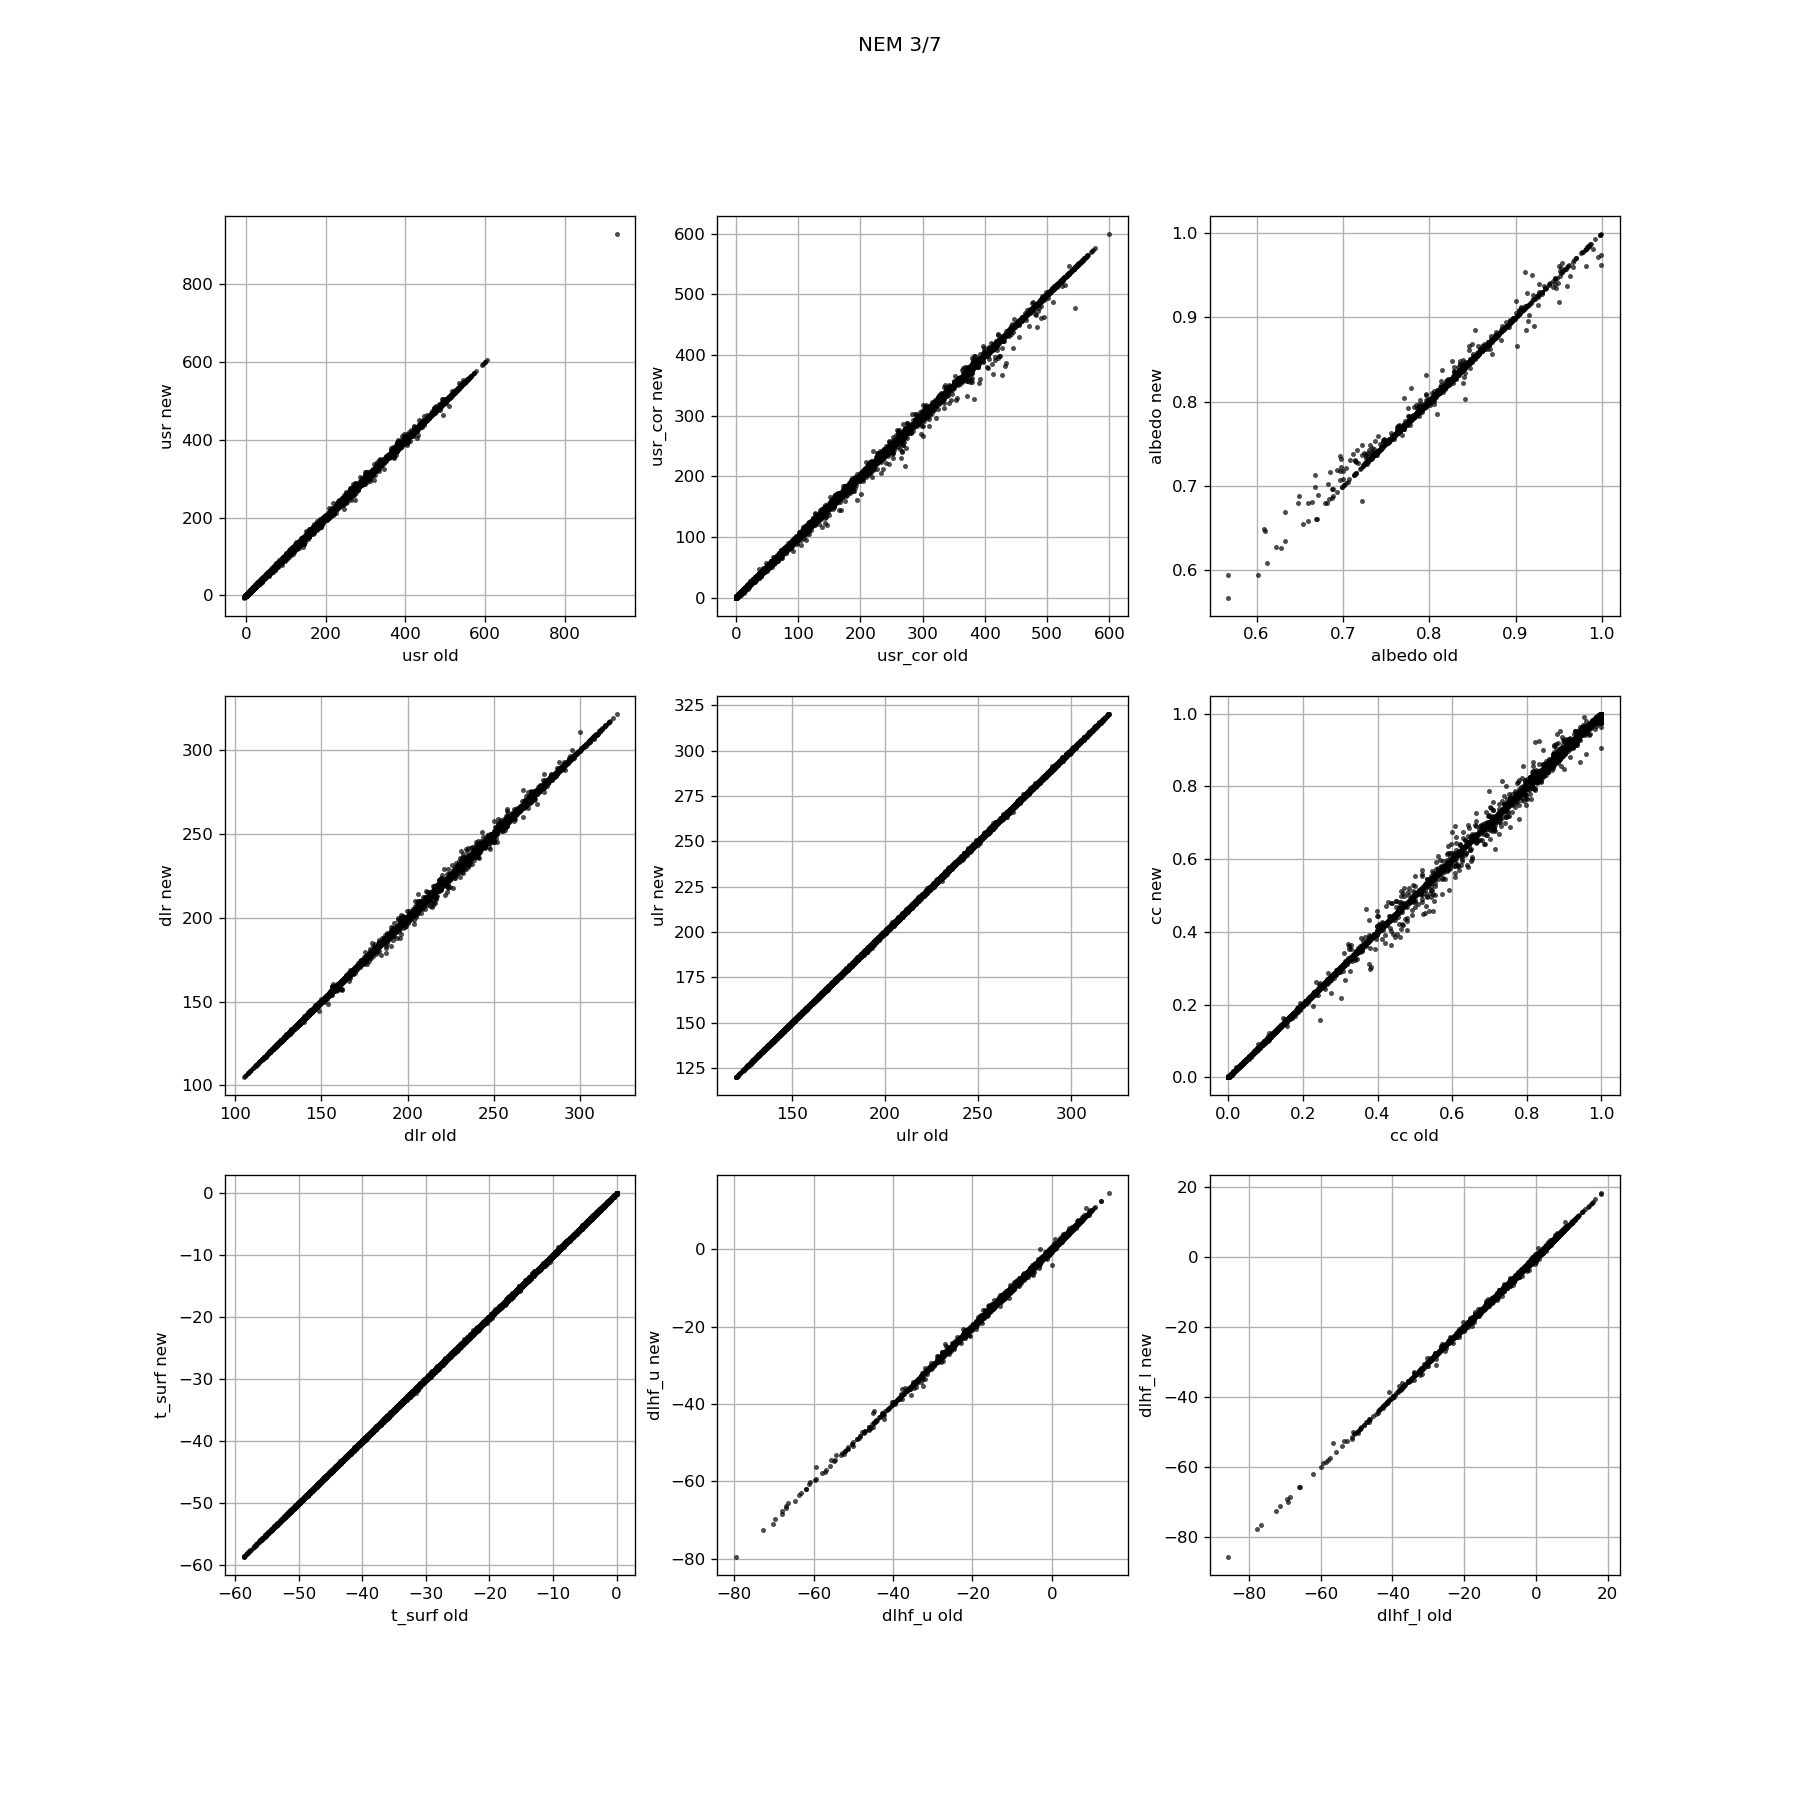 NEM 3/7
usr new
800
600
400
200
0
0 200 400 600 800
usr old
usr_cor new
600
500
400
300
200
100
0
0 100 200 300 400 500 600
usr_cor old
albedo new
1.0
0.9
0.8
0.7
0.6
0.6 0.7 0.8 0.9 1.0
albedo old
dlr new
300
250
200
150
100
100 150 200 250 300
dlr old
ulr new
325
300
275
250
225
200
175
150
125
150 200 250 300
ulr old
cc new
1.0
0.8
0.6
0.4
0.2
0.0
0.0 0.2 0.4 0.6 0.8 1.0
cc old
t_surf new
0
−10
−20
−30
−40
−50
−60
−60 −50 −40 −30 −20 −10 0
t_surf old
dlhf_u new
0
−20
−40
−60
−80
−80 −60 −40 −20 0
dlhf_u old
dlhf_l new
20
0
−20
−40
−60
−80
−80 −60 −40 −20 0 20
dlhf_l old